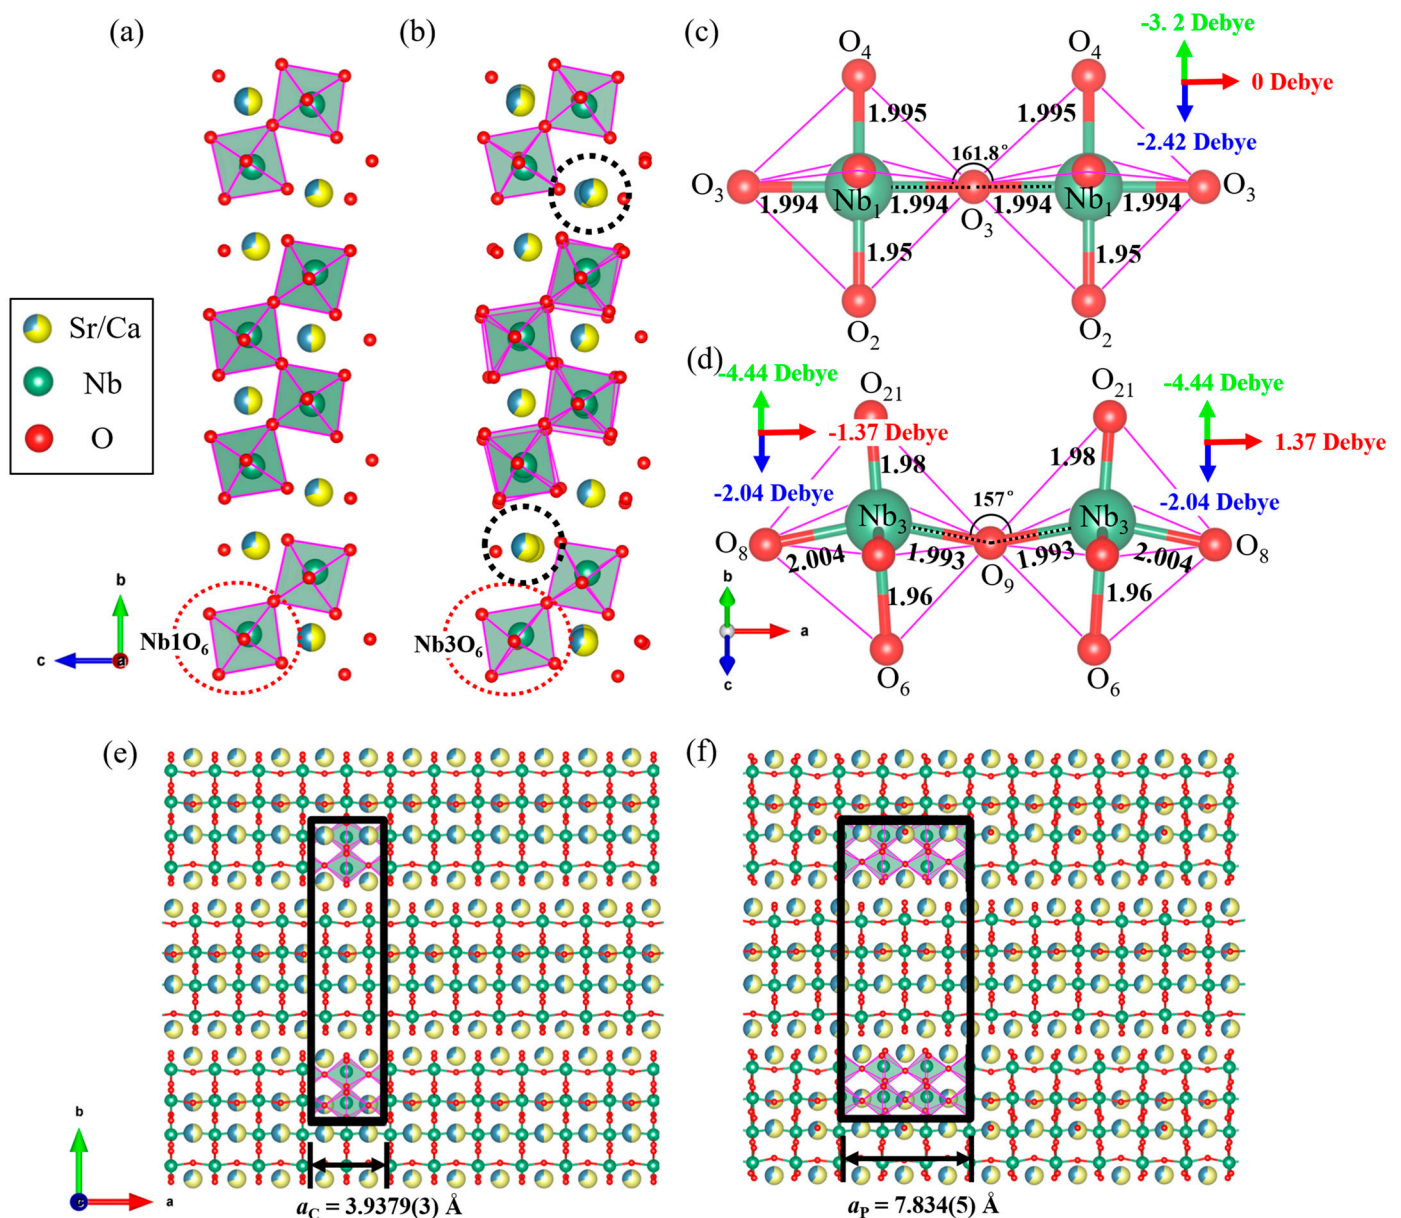 (a)
(b)
(c)
(d)
Sr/Ca
Nb
O
b
c
a
Nb1O₆
Nb3O₆
O₄
O₄
-3. 2 Debye
0 Debye
-2.42 Debye
1.995
1.995
161.8°
O₃
Nb₁
O₃
Nb₁
O₃
1.994
1.994
1.994
1.994
1.95
1.95
O₂
O₂
-4.44 Debye
O₂₁
O₂₁
-4.44 Debye
-1.37 Debye
1.37 Debye
-2.04 Debye
-2.04 Debye
1.98
1.98
157°
Nb₃
Nb₃
O₈
O₉
O₈
2.004
1.993
1.993
2.004
1.96
1.96
O₆
O₆
b
a
c
(e)
(f)
b
c
a
a_C = 3.9379(3) Å
a_P = 7.834(5) Å